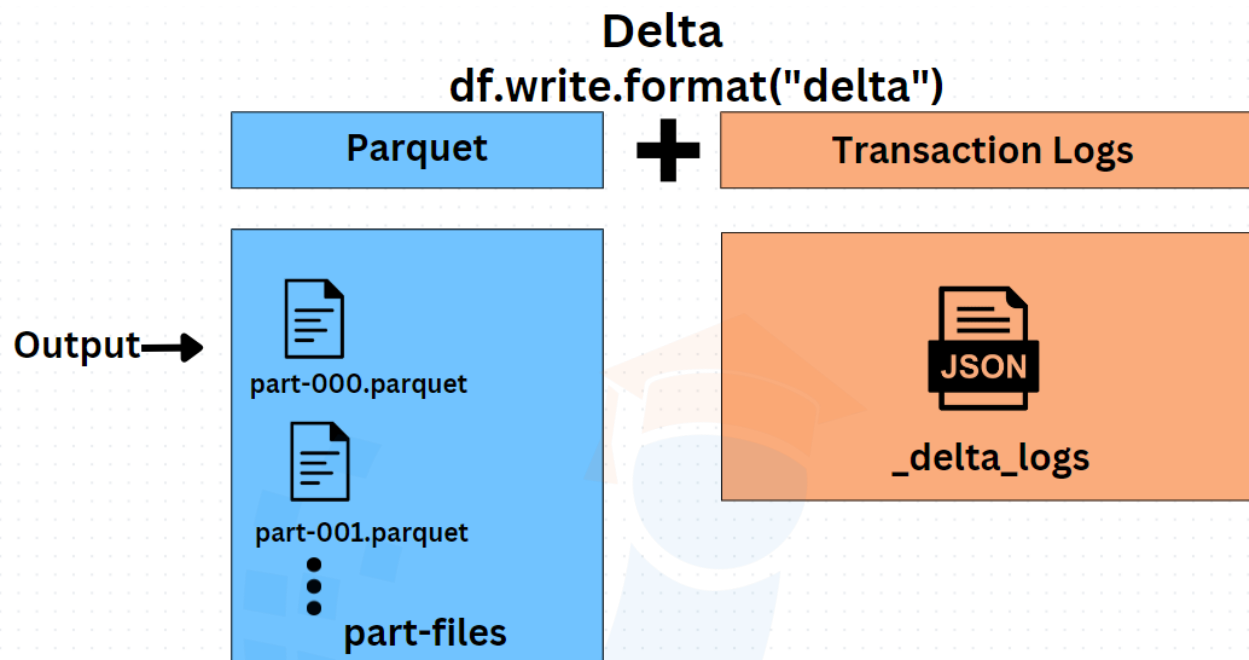 Delta
df.write.format("delta")
Parquet
Transaction Logs
Output
part-000.parquet
part-001.parquet
part-files
JSON
_delta_logs